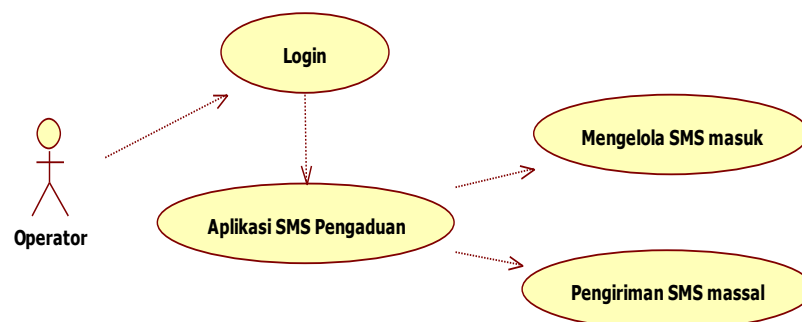 Login
Mengelola SMS masuk
Aplikasi SMS Pengaduan
Operator
Pengiriman SMS massal